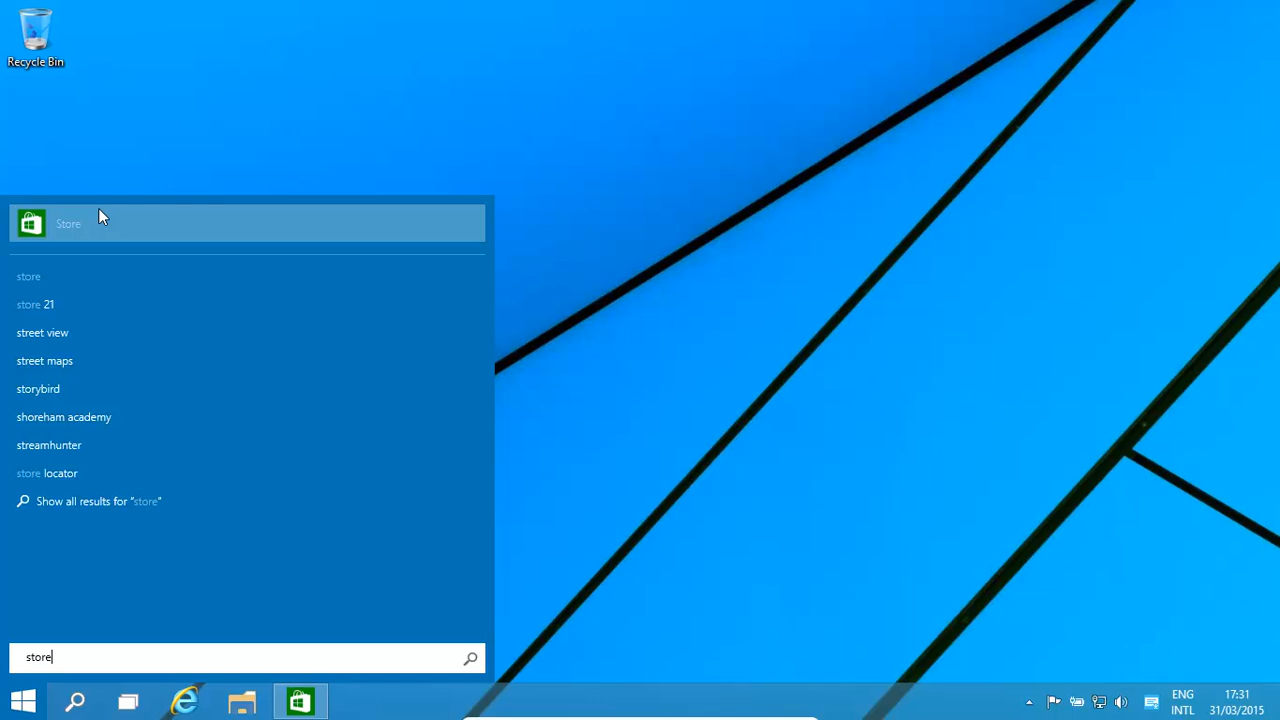 Recycle Bin
Store
store
store 21
street view
street maps
storybird
shoreham academy
streamhunter
store locator
Show all results for "store"
store
ENG
INTL
17:31
31/03/2015